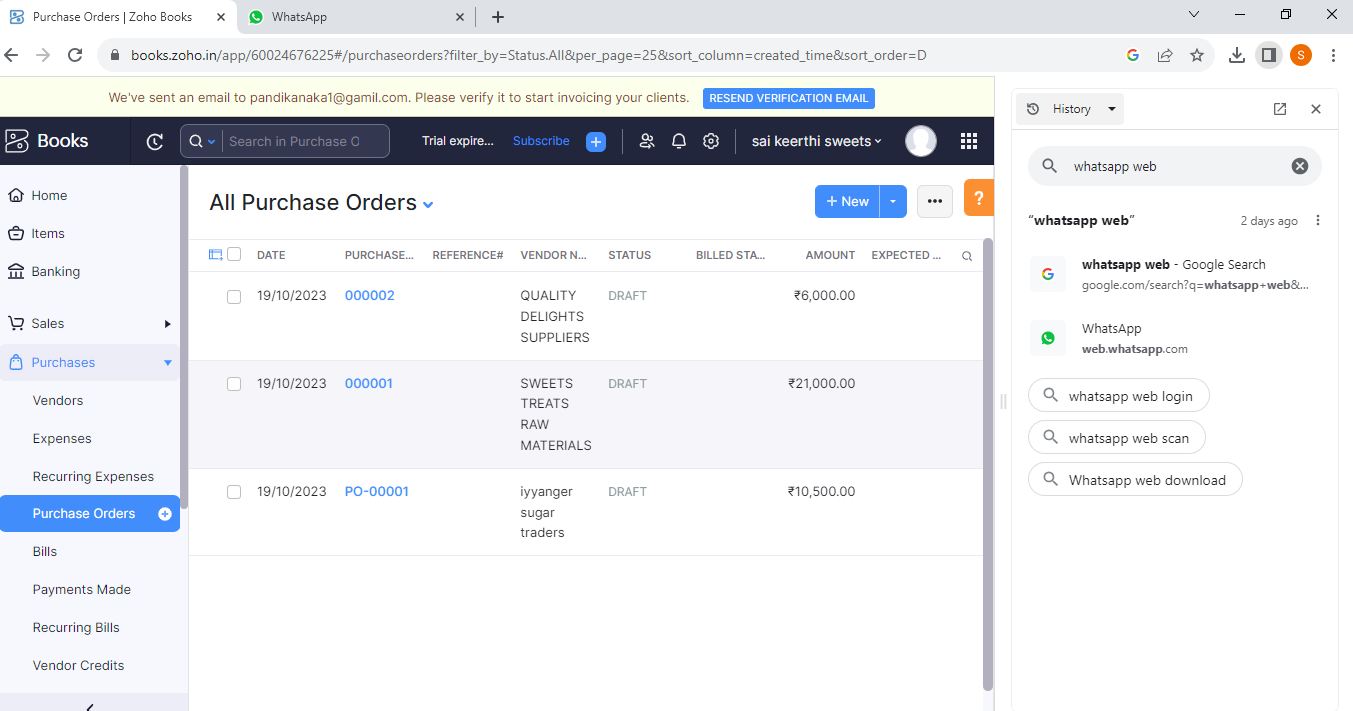 Purchase Orders | Zoho Books
WhatsApp
books.zoho.in/app/60024676225#/purchaseorders?filter_by=Status.All&per_page=25&sort_column=created_time&sort_order=D
S
We've sent an email to pandikanaka1@gamil.com. Please verify it to start invoicing your clients.
RESEND VERIFICATION EMAIL
Books
Search in Purchase O
Trial expire...
Subscribe
sai keerthi sweets
Home
Items
Banking
Sales
Purchases
Vendors
Expenses
Recurring Expenses
Purchase Orders
Bills
Payments Made
Recurring Bills
Vendor Credits
All Purchase Orders
+ New
?
DATE PURCHASE... REFERENCE# VENDOR N... STATUS BILLED STA... AMOUNT EXPECTED ...
19/10/2023 000002 QUALITY DRAFT ₹6,000.00
DELIGHTS
SUPPLIERS
19/10/2023 000001 SWEETS DRAFT ₹21,000.00
TREATS
RAW
MATERIALS
19/10/2023 PO-00001 iyyanger DRAFT ₹10,500.00
sugar
traders
History
whatsapp web
“whatsapp web” 2 days ago
whatsapp web - Google Search
google.com/search?q=whatsapp+web&...
WhatsApp
web.whatsapp.com
whatsapp web login
whatsapp web scan
Whatsapp web download